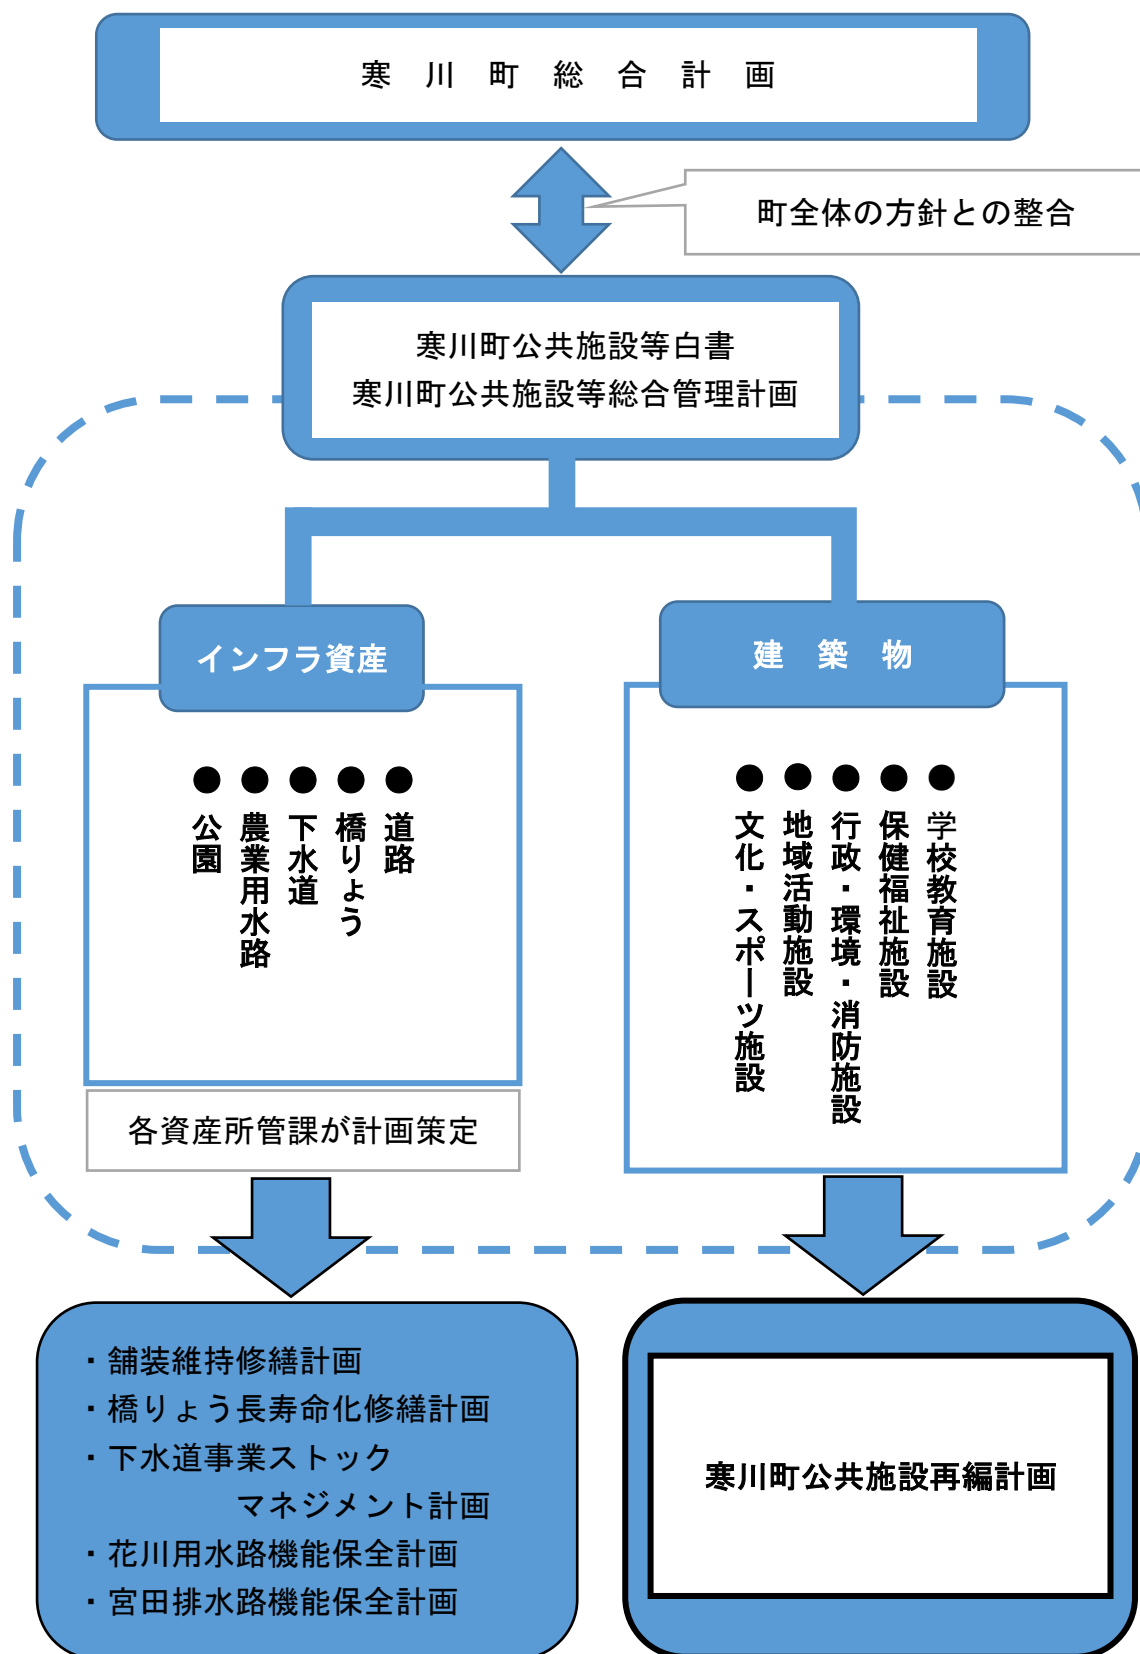 寒川町総合計画
町全体の方針との整合
寒川町公共施設等白書
寒川町公共施設等総合管理計画
インフラ資産
建築物
●道路
●橋りょう
●下水道
●農業用水路
●公園
●学校教育施設
●保健福祉施設
●行政・環境・消防施設
●地域活動施設
●文化・スポーツ施設
各資産所管課が計画策定
・舗装維持修繕計画
・橋りょう長寿命化修繕計画
・下水道事業ストック
マネジメント計画
・花川用水路機能保全計画
・宮田排水路機能保全計画
寒川町公共施設再編計画